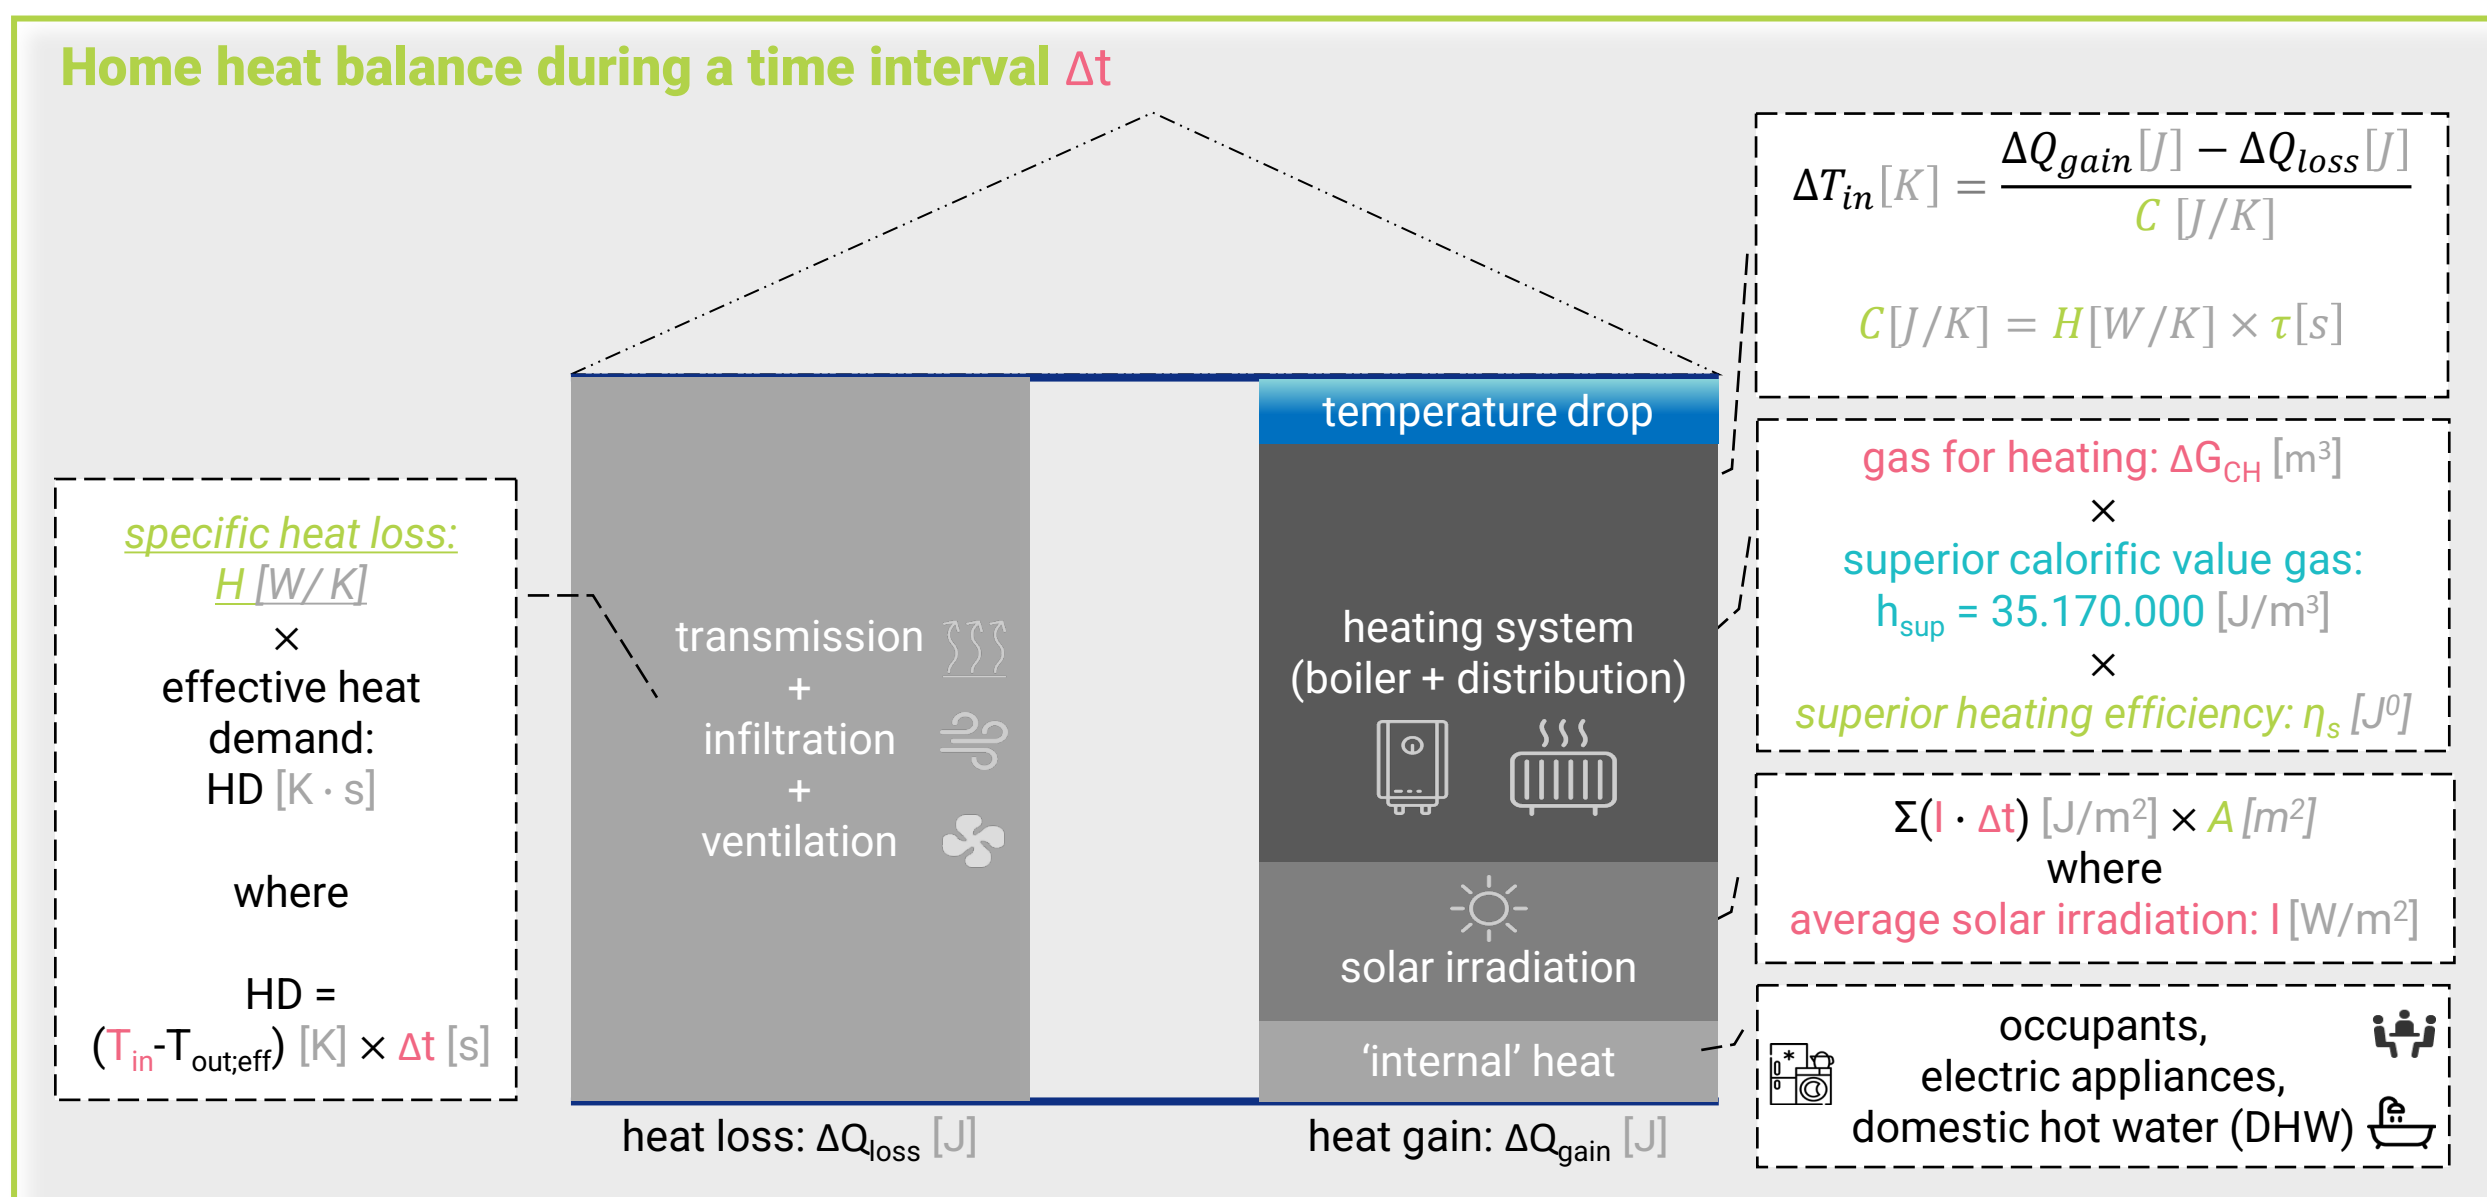 Home heat balance during a time interval Δt
specific heat loss:
H [W/ K]
×
effective heat
demand:
HD [K · s]
where
HD =
(T_in-T_out;eff) [K] × Δt [s]
transmission
+
infiltration
+
ventilation
heat loss: ΔQ_loss [J]
temperature drop
heating system
(boiler + distribution)
solar irradiation
‘internal’ heat
heat gain: ΔQ_gain [J]
ΔT_in[K] = (ΔQ_gain[J] − ΔQ_loss[J]) / C [J/K]
C[J/K] = H[W/K] × τ[s]
gas for heating: ΔG_CH [m³]
×
superior calorific value gas:
h_sup = 35.170.000 [J/m³]
×
superior heating efficiency: η_s [J⁰]
Σ(I · Δt) [J/m²] × A [m²]
where
average solar irradiation: I [W/m²]
occupants,
electric appliances,
domestic hot water (DHW)